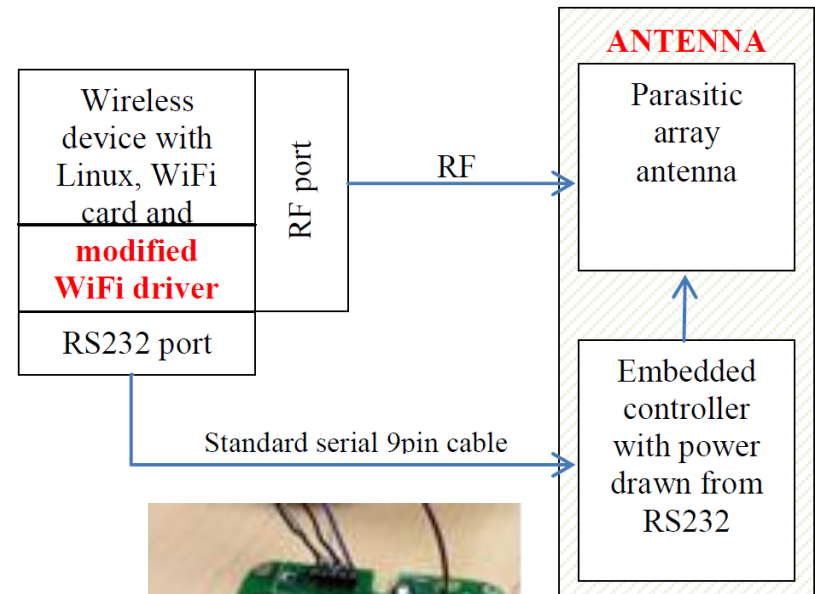 Wireless
device with
Linux, WiFi
card and
modified
WiFi driver
RS232 port
RF port
RF
Standard serial 9pin cable
ANTENNA
Parasitic
array
antenna
Embedded
controller
with power
drawn from
RS232